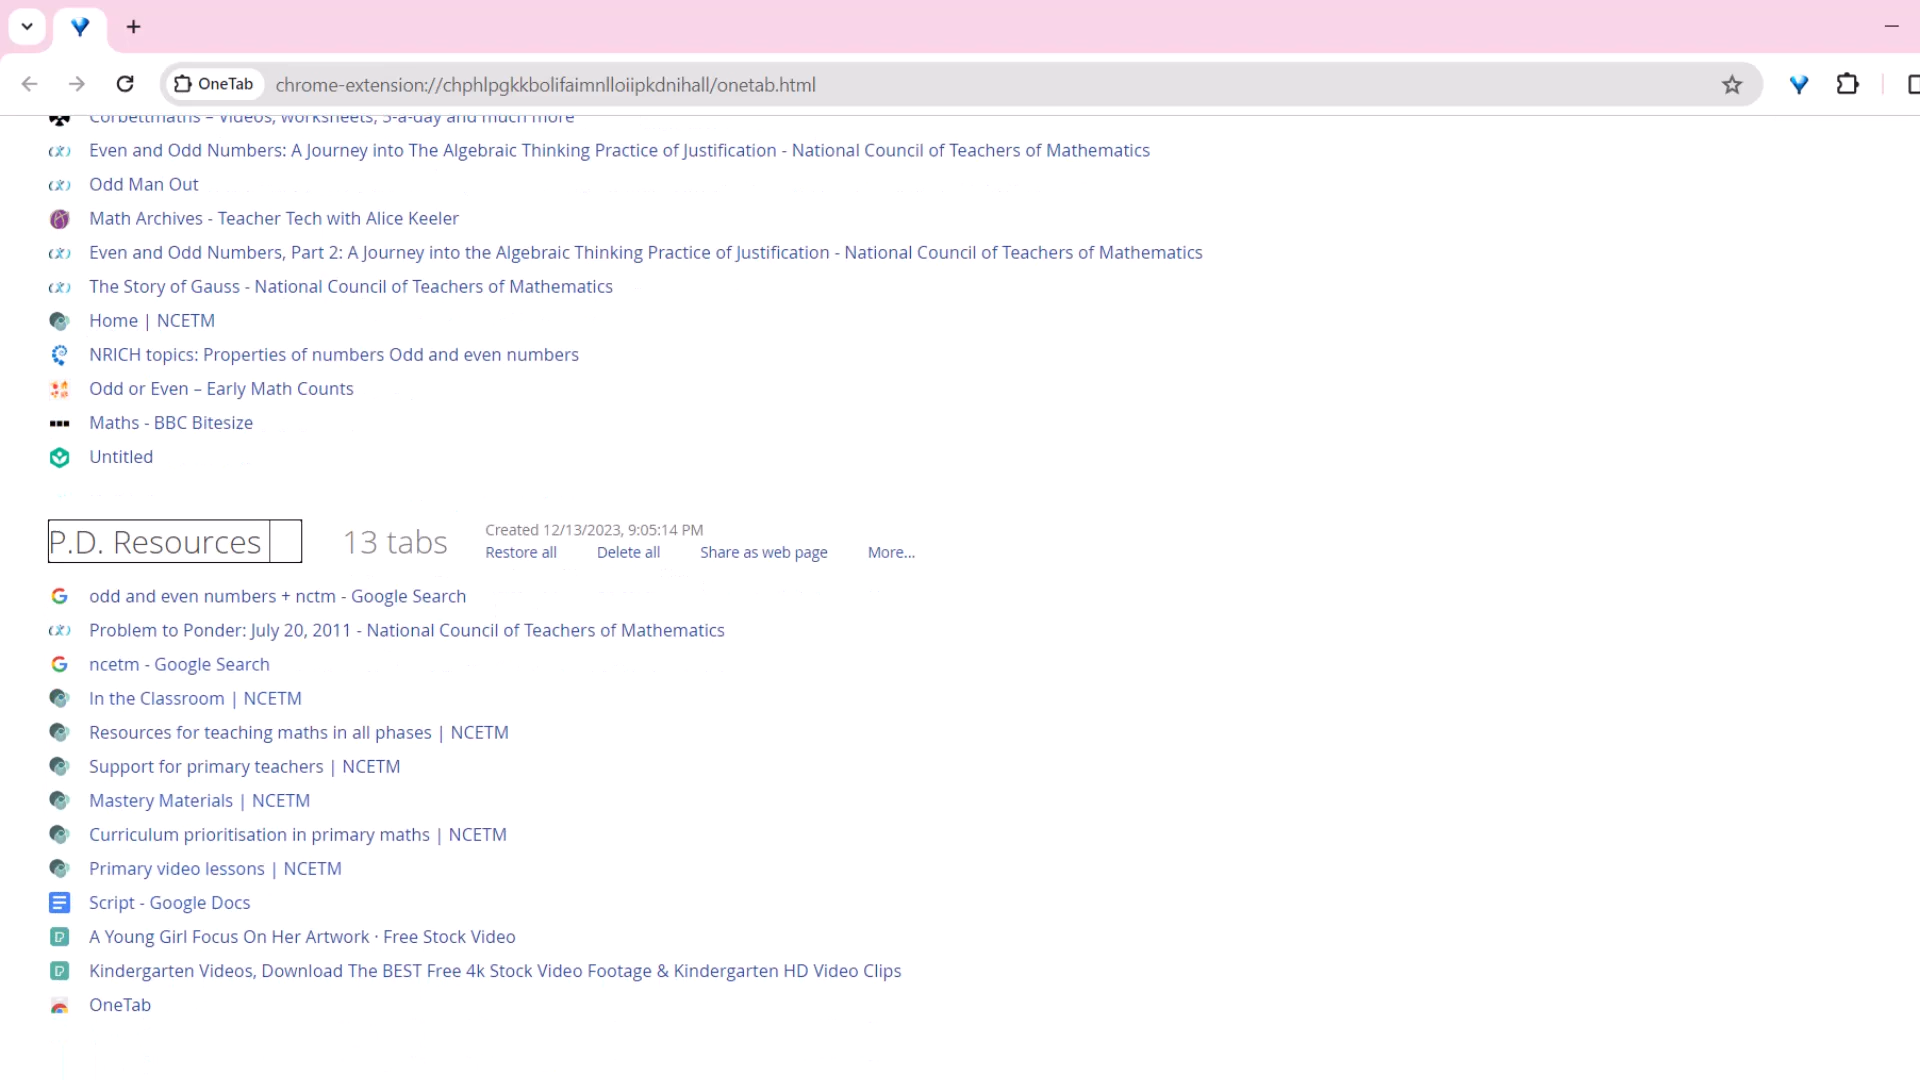 OneTab
chrome-extension://chphlpgkkbolifaimnlloiipkdnihall/onetab.html
Corbettmaths – Videos, worksheets, 5-a-day and much more
Even and Odd Numbers: A Journey into The Algebraic Thinking Practice of Justification - National Council of Teachers of Mathematics
Odd Man Out
Math Archives - Teacher Tech with Alice Keeler
Even and Odd Numbers, Part 2: A Journey into the Algebraic Thinking Practice of Justification - National Council of Teachers of Mathematics
The Story of Gauss - National Council of Teachers of Mathematics
Home | NCETM
NRICH topics: Properties of numbers Odd and even numbers
Odd or Even – Early Math Counts
Maths - BBC Bitesize
Untitled
P.D. Resources
13 tabs
Created 12/13/2023, 9:05:14 PM
Restore all Delete all Share as web page More...
odd and even numbers + nctm - Google Search
Problem to Ponder: July 20, 2011 - National Council of Teachers of Mathematics
ncetm - Google Search
In the Classroom | NCETM
Resources for teaching maths in all phases | NCETM
Support for primary teachers | NCETM
Mastery Materials | NCETM
Curriculum prioritisation in primary maths | NCETM
Primary video lessons | NCETM
Script - Google Docs
A Young Girl Focus On Her Artwork · Free Stock Video
Kindergarten Videos, Download The BEST Free 4k Stock Video Footage & Kindergarten HD Video Clips
OneTab